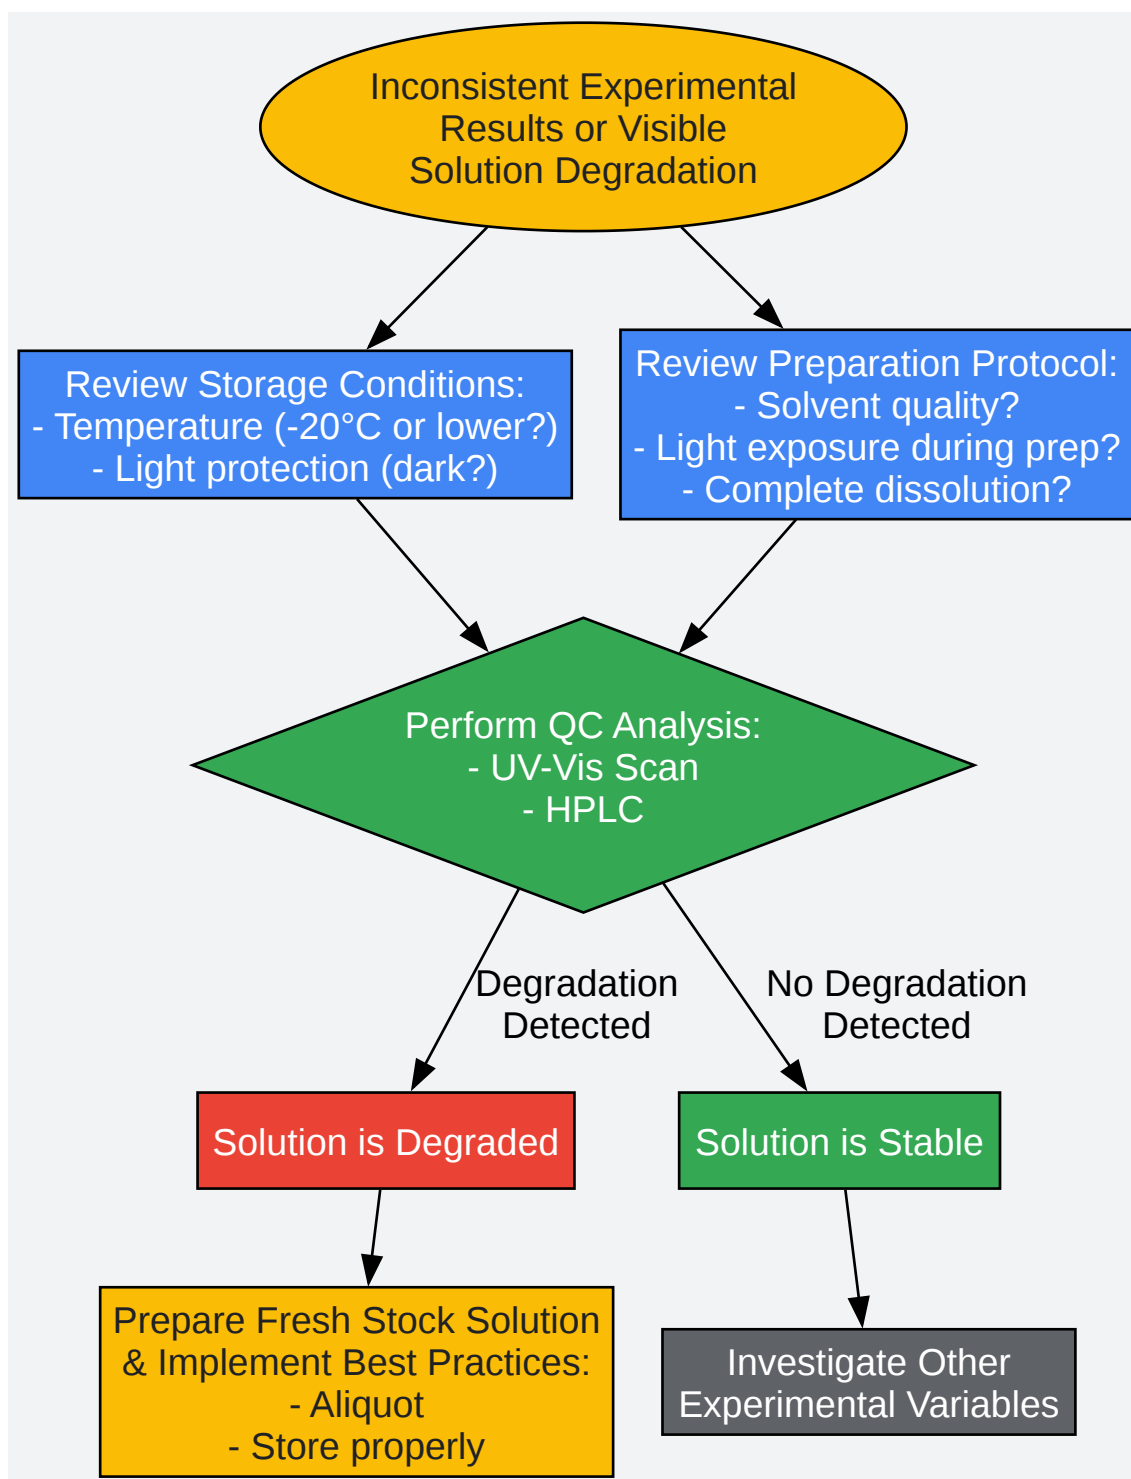 Inconsistent Experimental
Results or Visible
Solution Degradation
Review Storage Conditions:
- Temperature (-20°C or lower?)
- Light protection (dark?)
Review Preparation Protocol:
- Solvent quality?
- Light exposure during prep?
- Complete dissolution?
Perform QC Analysis:
- UV-Vis Scan
- HPLC
Degradation
Detected
No Degradation
Detected
Solution is Degraded
Solution is Stable
Prepare Fresh Stock Solution
& Implement Best Practices:
- Aliquot
- Store properly
Investigate Other
Experimental Variables